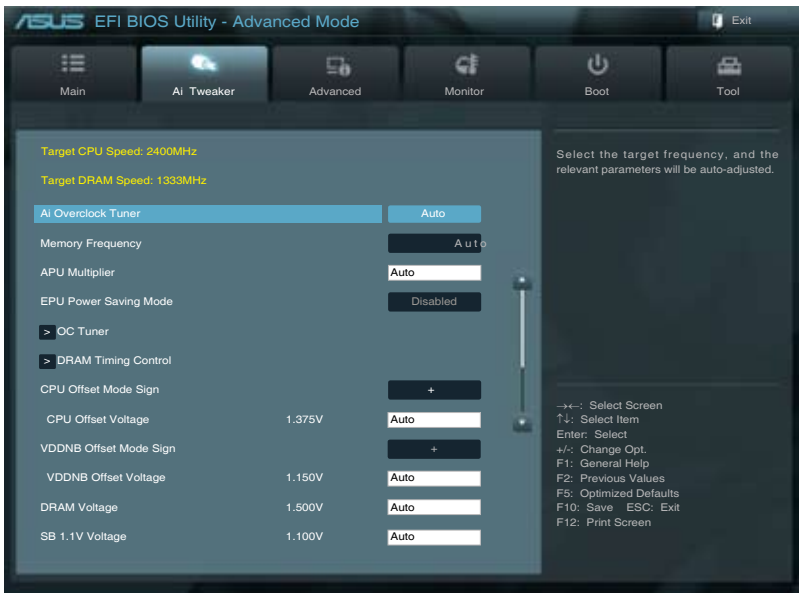 ASUS EFI BIOS Utility - Advanced Mode
Exit
Main
Ai Tweaker
Advanced
Monitor
Boot
Tool
Target CPU Speed: 2400MHz
Target DRAM Speed: 1333MHz
Ai Overclock Tuner Auto
Memory Frequency Auto
APU Multiplier Auto
EPU Power Saving Mode Disabled
> OC Tuner
> DRAM Timing Control
CPU Offset Mode Sign +
CPU Offset Voltage 1.375V Auto
VDDNB Offset Mode Sign +
VDDNB Offset Voltage 1.150V Auto
DRAM Voltage 1.500V Auto
SB 1.1V Voltage 1.100V Auto
Select the target frequency, and the
relevant parameters will be auto-adjusted.
→←: Select Screen
↑↓: Select Item
Enter: Select
+/-: Change Opt.
F1: General Help
F2: Previous Values
F5: Optimized Defaults
F10: Save ESC: Exit
F12: Print Screen